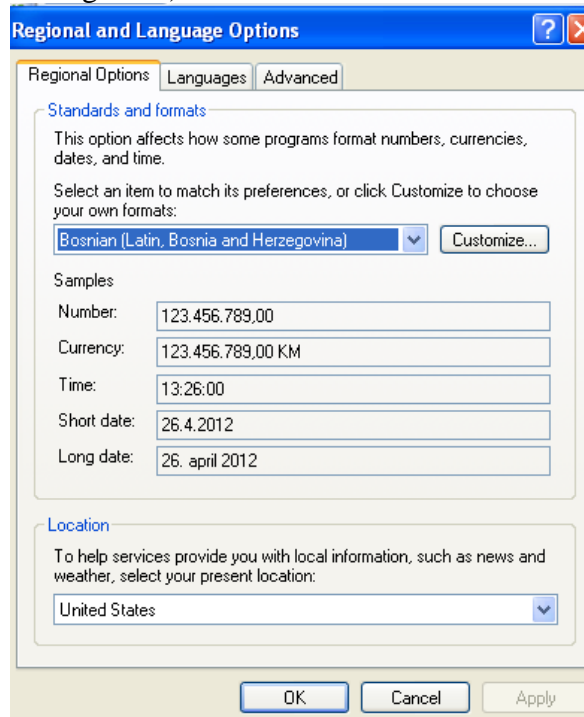 Regional and Language Options
Regional Options Languages Advanced
Standards and formats
This option affects how some programs format numbers, currencies,
dates, and time.
Select an item to match its preferences, or click Customize to choose
your own formats:
Bosnian (Latin, Bosnia and Herzegovina) Customize...
Samples
Number: 123.456.789,00
Currency: 123.456.789,00 KM
Time: 13:26:00
Short date: 26.4.2012
Long date: 26. april 2012
Location
To help services provide you with local information, such as news and
weather, select your present location:
United States
OK Cancel Apply